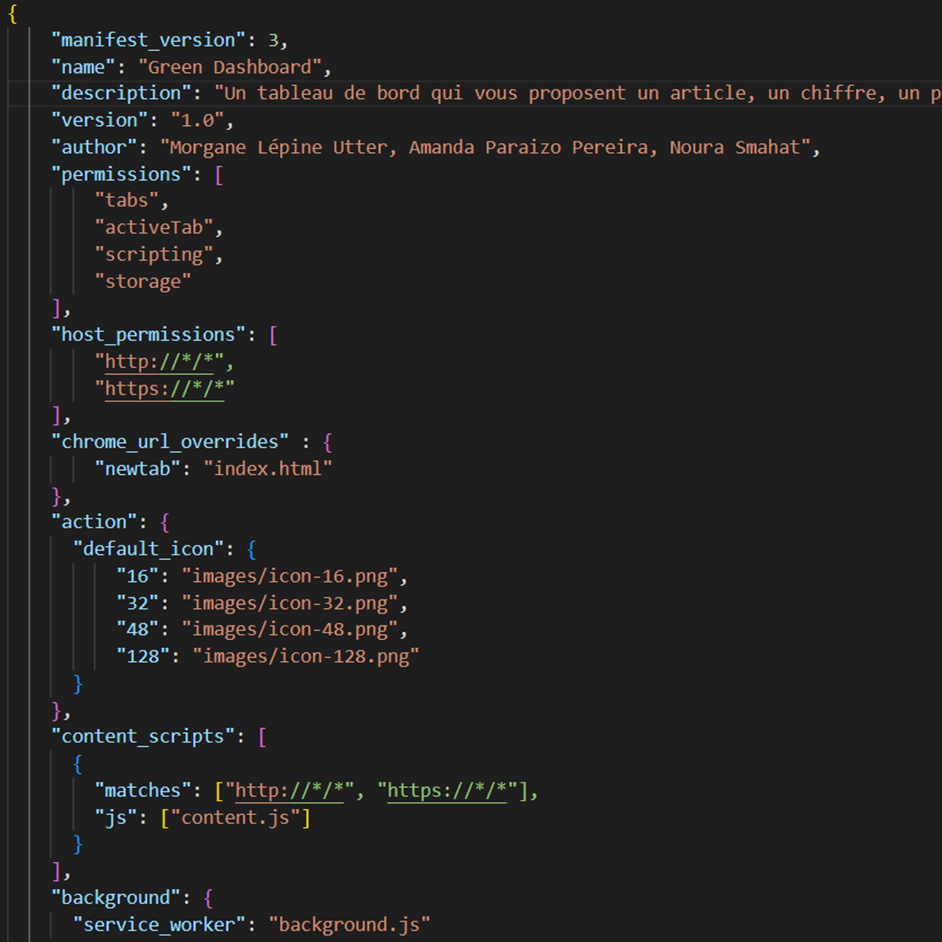 {
"manifest_version": 3,
"name": "Green Dashboard",
"description": "Un tableau de bord qui vous proposent un article, un chiffre, un p
"version": "1.0",
"author": "Morgane Lépine Utter, Amanda Paraizo Pereira, Noura Smahat",
"permissions": [
"tabs",
"activeTab",
"scripting",
"storage"
],
"host_permissions": [
"http://*/*",
"https://*/*"
],
"chrome_url_overrides" : {
"newtab": "index.html"
},
"action": {
"default_icon": {
"16": "images/icon-16.png",
"32": "images/icon-32.png",
"48": "images/icon-48.png",
"128": "images/icon-128.png"
}
},
"content_scripts": [
{
"matches": ["http://*/*", "https://*/*"],
"js": ["content.js"]
}
],
"background": {
"service_worker": "background.js"